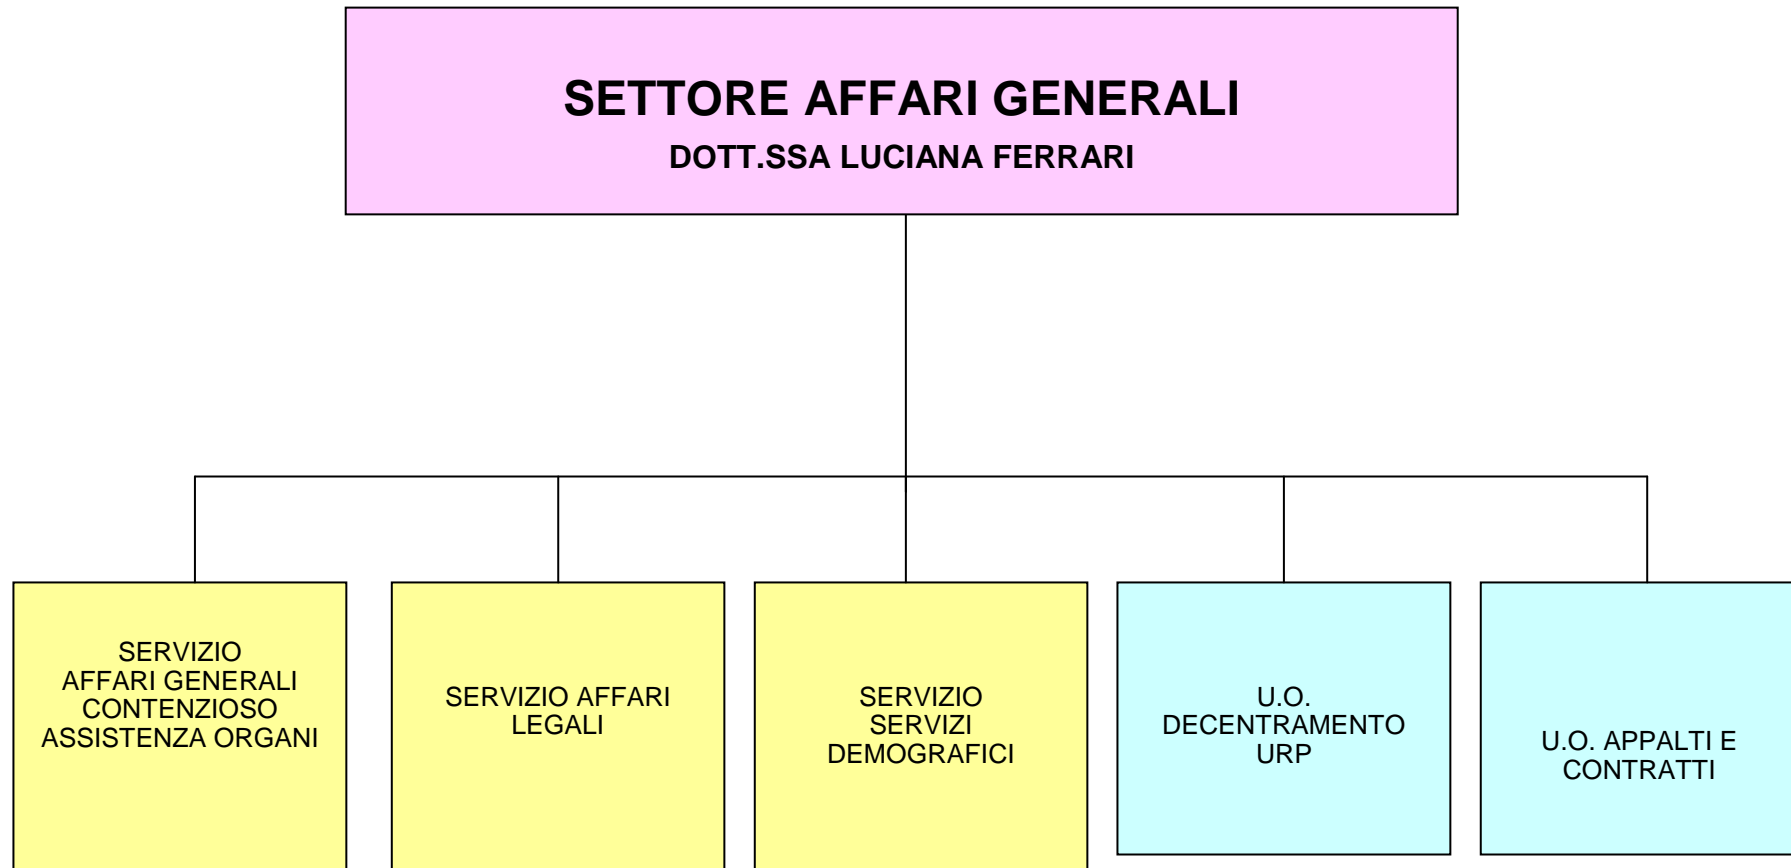 SETTORE AFFARI GENERALI
DOTT.SSA LUCIANA FERRARI
SERVIZIO
AFFARI GENERALI
CONTENZIOSO
ASSISTENZA ORGANI
SERVIZIO AFFARI
LEGALI
SERVIZIO
SERVIZI
DEMOGRAFICI
U.O.
DECENTRAMENTO
URP
U.O. APPALTI E
CONTRATTI